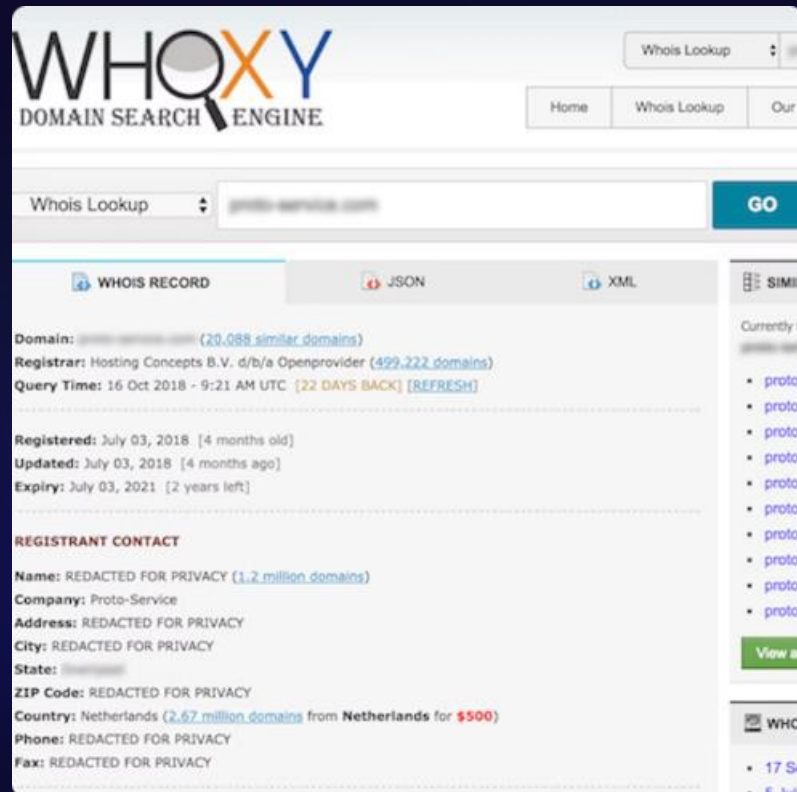 WHOXY
DOMAIN SEARCH ENGINE
Whois Lookup
Home
Whois Lookup
Our
Whois Lookup
GO
WHOIS RECORD
JSON
XML
Domain: (20,088 similar domains)
Registrar: Hosting Concepts B.V. d/b/a Openprovider (499,222 domains)
Query Time: 16 Oct 2018 - 9:21 AM UTC [22 DAYS BACK] [REFRESH]
Registered: July 03, 2018 [4 months old]
Updated: July 03, 2018 [4 months ago]
Expiry: July 03, 2021 [2 years left]
REGISTRANT CONTACT
Name: REDACTED FOR PRIVACY (1.2 million domains)
Company: Proto-Service
Address: REDACTED FOR PRIVACY
City: REDACTED FOR PRIVACY
State:
ZIP Code: REDACTED FOR PRIVACY
Country: Netherlands (2.67 million domains from Netherlands for $500)
Phone: REDACTED FOR PRIVACY
Fax: REDACTED FOR PRIVACY
SIMI
Currently
• proto
• proto
• proto
• proto
• proto
• proto
• proto
• proto
• proto
• proto
View a
WHO
• 17 S